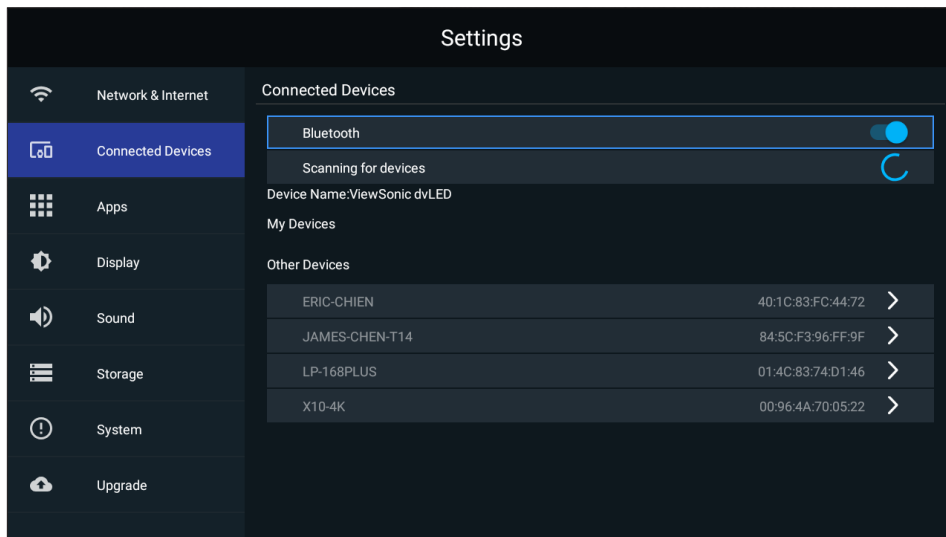 Settings
Network & Internet
Connected Devices
Apps
Display
Sound
Storage
System
Upgrade
Connected Devices
Bluetooth
Scanning for devices
Device Name:ViewSonic dvLED
My Devices
Other Devices
ERIC-CHIEN 40:1C:83:FC:44:72
JAMES-CHEN-T14 84:5C:F3:96:FF:9F
LP-168PLUS 01:4C:83:74:D1:46
X10-4K 00:96:4A:70:05:22